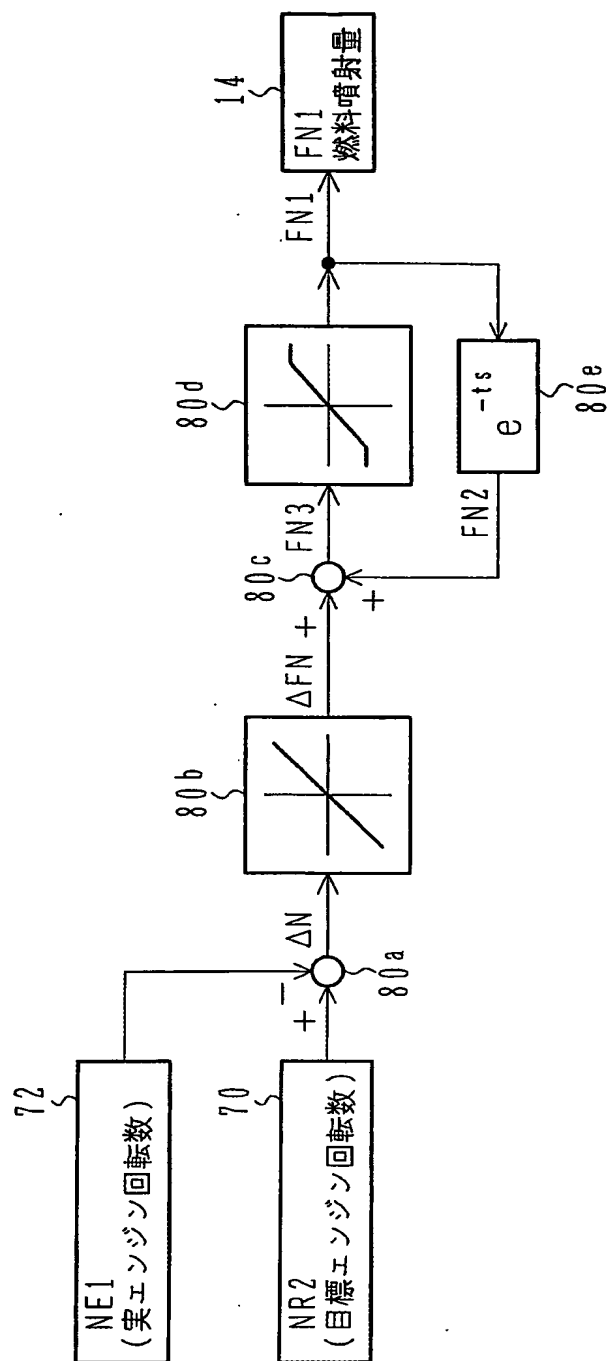 72
NE1
(実エンジン回転数)
70
NR2
(目標エンジン回転数)
-
+
80a
ΔN
80b
ΔFN
+
+
80c
FN3
80d
FN1
14
FN1
燃料噴射量
FN2
e-ts
80e